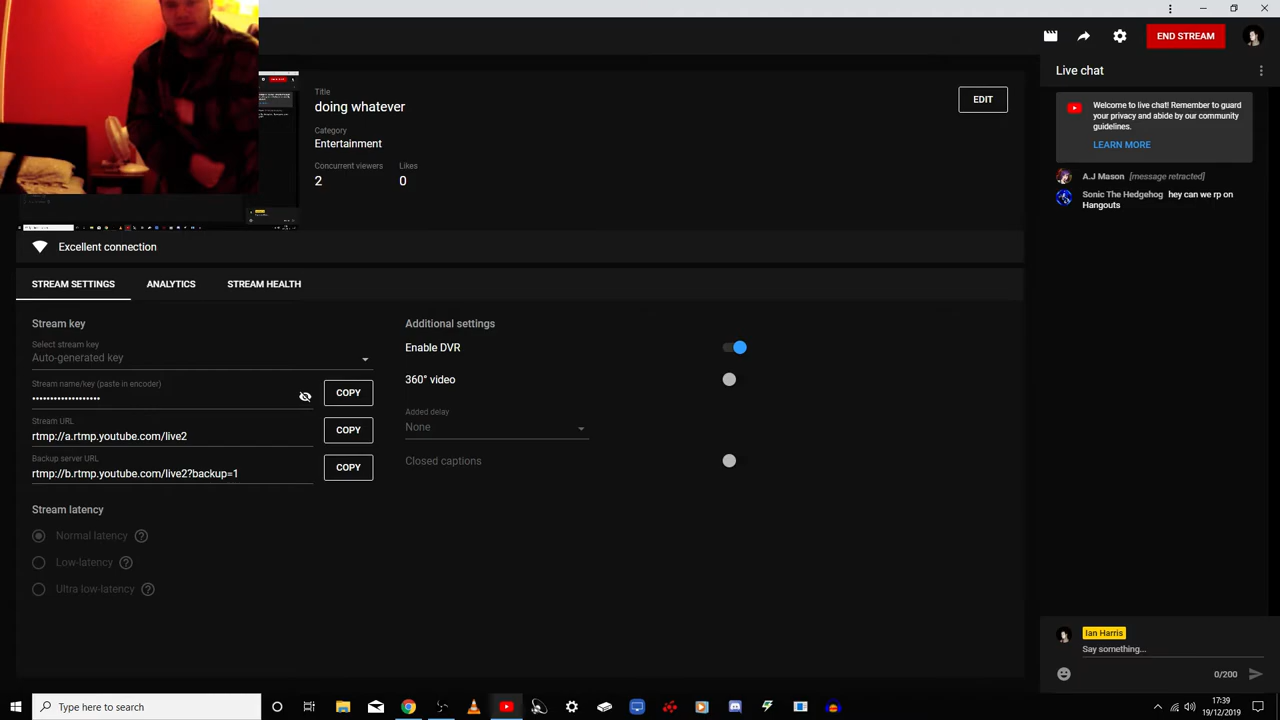 END STREAM
Live chat
Title
doing whatever
EDIT
Category
Entertainment
Concurrent viewers
Likes
2
0
Welcome to live chat! Remember to guard
your privacy and abide by our community
guidelines.
LEARN MORE
A.J Mason [message retracted]
Sonic The Hedgehog hey can we rp on
Hangouts
Excellent connection
STREAM SETTINGS
ANALYTICS
STREAM HEALTH
Stream key
Select stream key
Auto-generated key
Stream name/key (paste in encoder)
••••••••••••••••••
COPY
Stream URL
rtmp://a.rtmp.youtube.com/live2
COPY
Backup server URL
rtmp://b.rtmp.youtube.com/live2?backup=1
COPY
Stream latency
Normal latency
Low-latency
Ultra low-latency
Additional settings
Enable DVR
360° video
Added delay
None
Closed captions
Ian Harris
Say something...
0/200
Type here to search
17:39
19/12/2019